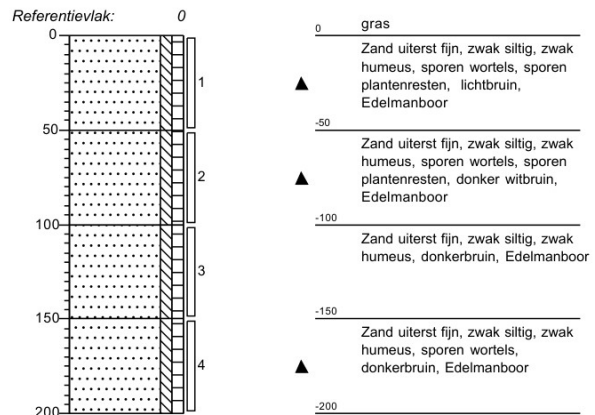 Referentievlak: 0
0
50
100
150
200
1
2
3
4
0
gras
Zand uiterst fijn, zwak siltig, zwak
humeus, sporen wortels, sporen
plantenresten, lichtbruin,
Edelmanboor
-50
Zand uiterst fijn, zwak siltig, zwak
humeus, sporen wortels, sporen
plantenresten, donker witbruin,
Edelmanboor
-100
Zand uiterst fijn, zwak siltig, zwak
humeus, donkerbruin, Edelmanboor
-150
Zand uiterst fijn, zwak siltig, zwak
humeus, sporen wortels,
donkerbruin, Edelmanboor
-200